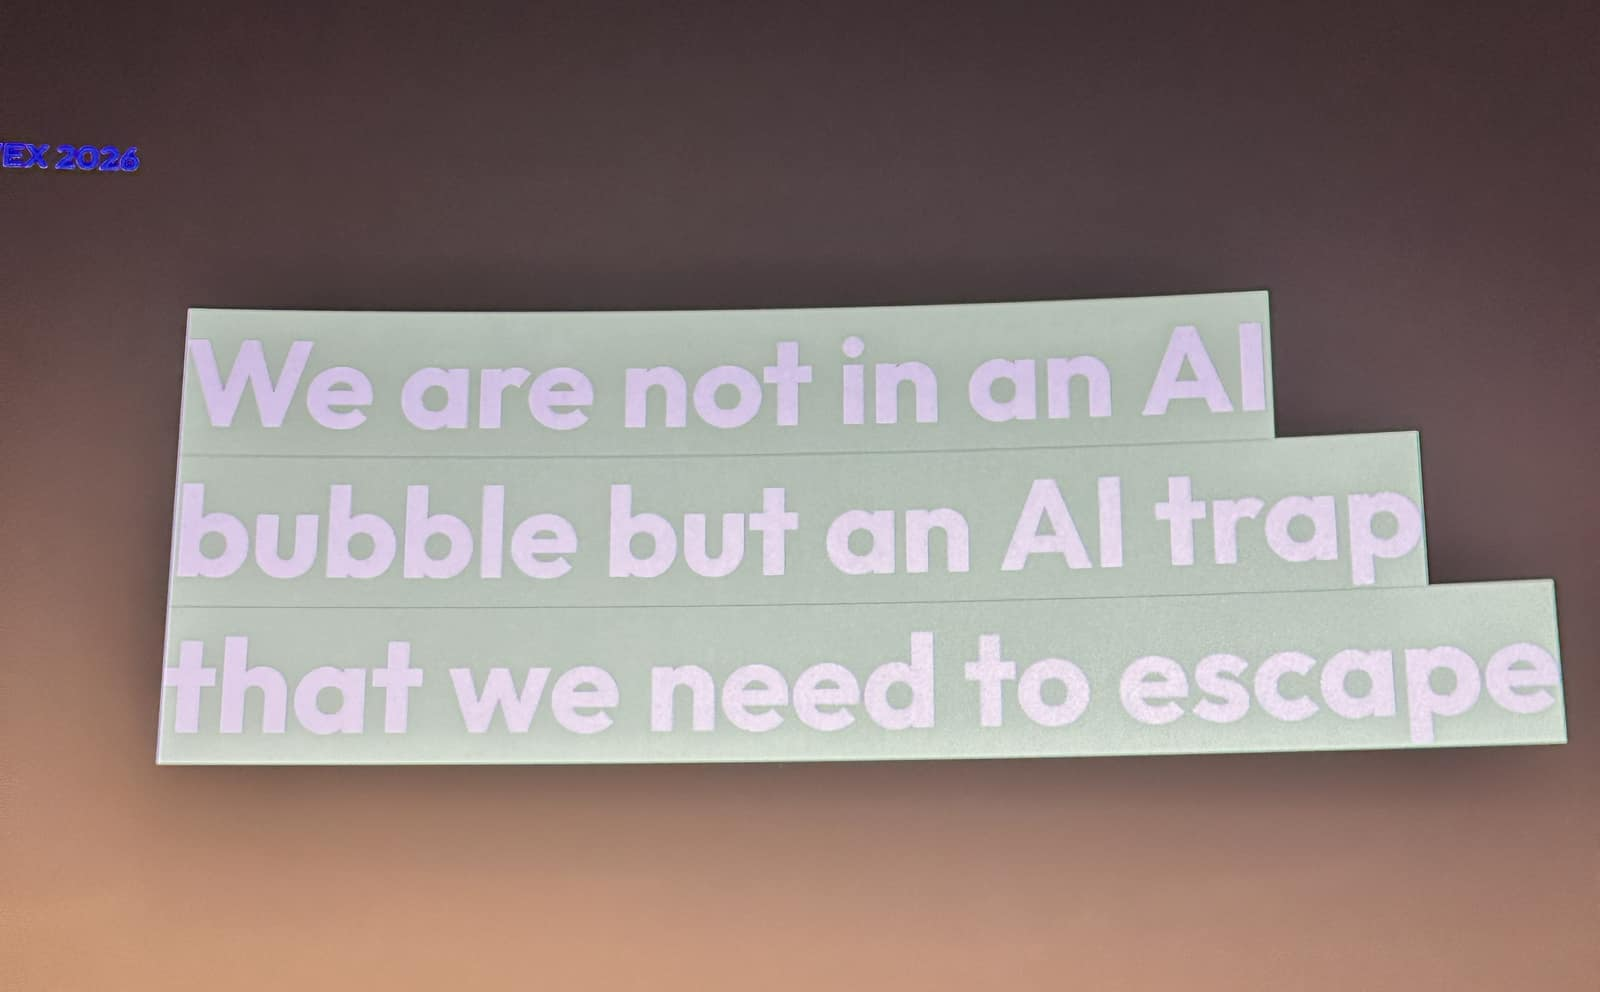 EX 2026
We are not in an AI
bubble but an AI trap
that we need to escape